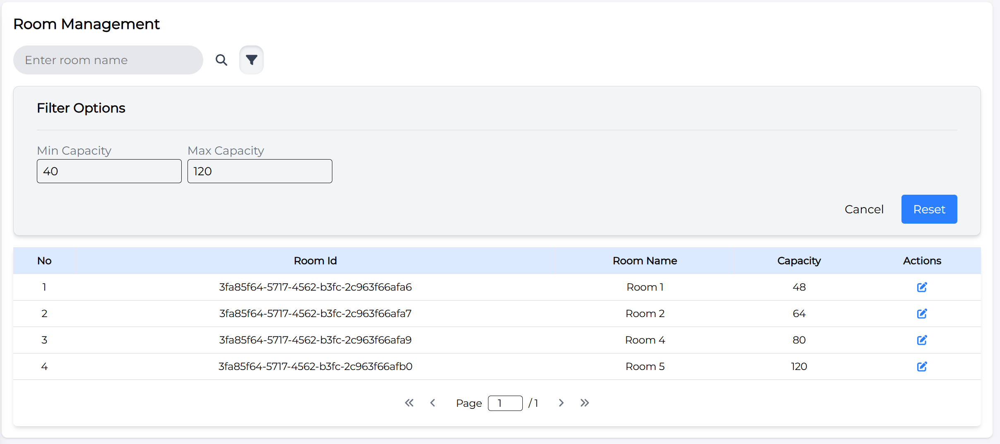 Room Management
Enter room name
Filter Options
Min Capacity Max Capacity
40 120
Cancel Reset
No Room Id Room Name Capacity Actions
1 3fa85f64-5717-4562-b3fc-2c963f66afa6 Room 1 48
2 3fa85f64-5717-4562-b3fc-2c963f66afa7 Room 2 64
3 3fa85f64-5717-4562-b3fc-2c963f66afa9 Room 4 80
4 3fa85f64-5717-4562-b3fc-2c963f66afb0 Room 5 120
Page 1 / 1